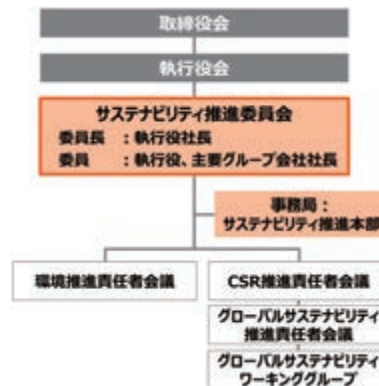 取締役会
執行役会
サステナビリティ推進委員会
委員長 ：執行役社長
委員 ：執行役、主要グループ会社社長
事務局：
サステナビリティ推進本部
環境推進責任者会議
CSR推進責任者会議
グローバルサステナビリティ
推進責任者会議
グローバルサステナビリティ
ワーキンググループ